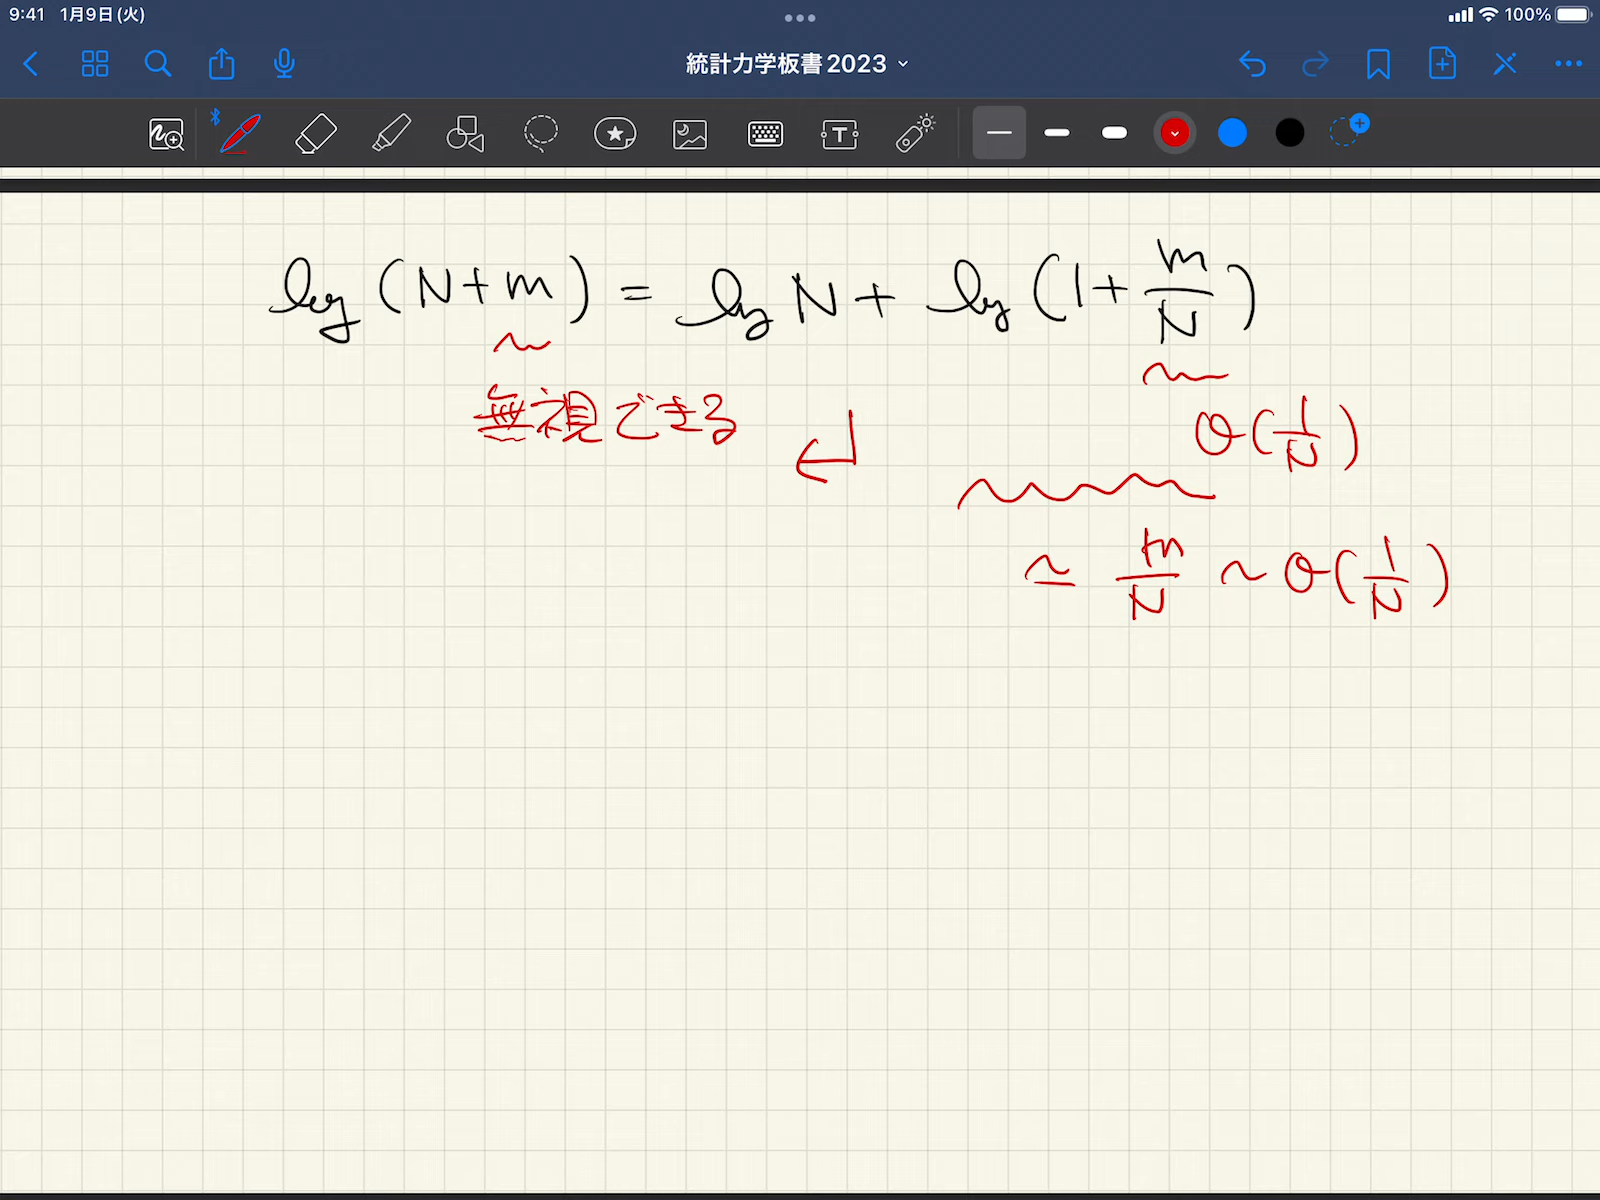 9:41 1月9日(火) 100%
統計力学板書2023
T
log (N+m) = log N + log (1+ m/N)
無視できる
O(1/N)
≃ m/N ~ O(1/N)